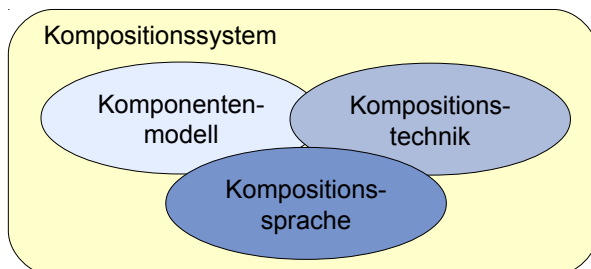 Kompositionssystem
Komponenten-
modell
Kompositions-
technik
Kompositions-
sprache